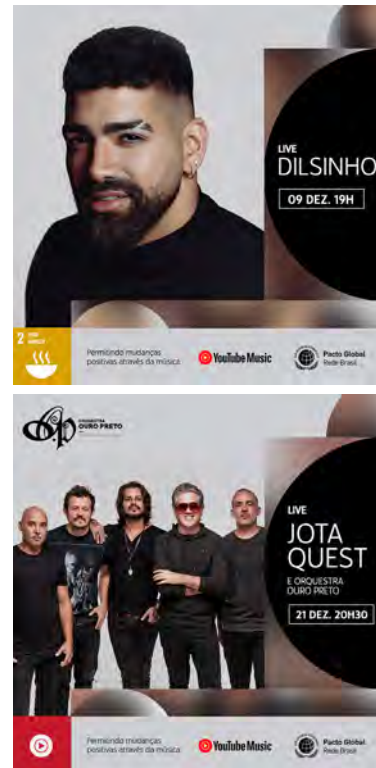 LIVE
DILSINHO
09 DEZ. 19H
2
Permitindo mudanças
positivas através da música
YouTube Music
Pacto Global
Rede Brasil
ORQUESTRA
OURO PRETO
LIVE
JOTA
QUEST
E ORQUESTRA
OURO PRETO
21 DEZ. 20H30
Permitindo mudanças
positivas através da música
YouTube Music
Pacto Global
Rede Brasil